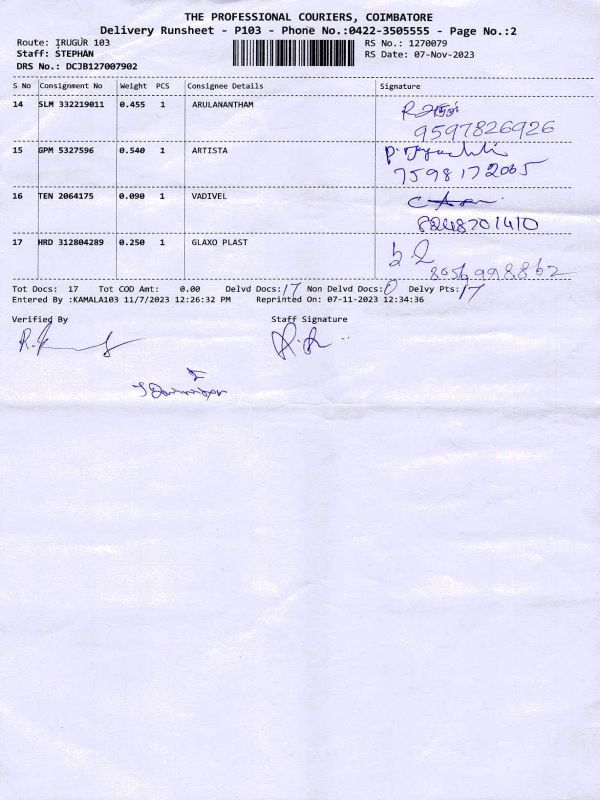 THE PROFESSIONAL COURIERS, COIMBATORE
Delivery Runsheet - P103 - Phone No.:0422-3505555 - Page No.:2
Route: IRUGUR 103 RS No.: 1270079
Staff: STEPHAN RS Date: 07-Nov-2023
DRS No.: DCJB127007902
S No Consignment No Weight PCS Consignee Details Signature
14 SLM 332219011 0.455 1 ARULANANTHAM
9597826926
15 GPM 5327596 0.540 1 ARTISTA
7598172065
16 TEN 2064175 0.090 1 VADIVEL
8248701410
17 HRD 312804289 0.250 1 GLAXO PLAST
8056998862
Tot Docs: 17 Tot COD Amt: 0.00 Delvd Docs: 17 Non Delvd Docs: 0 Delvy Pts: 17
Entered By :KAMALA103 11/7/2023 12:26:32 PM Reprinted On: 07-11-2023 12:34:36
Verified By Staff Signature